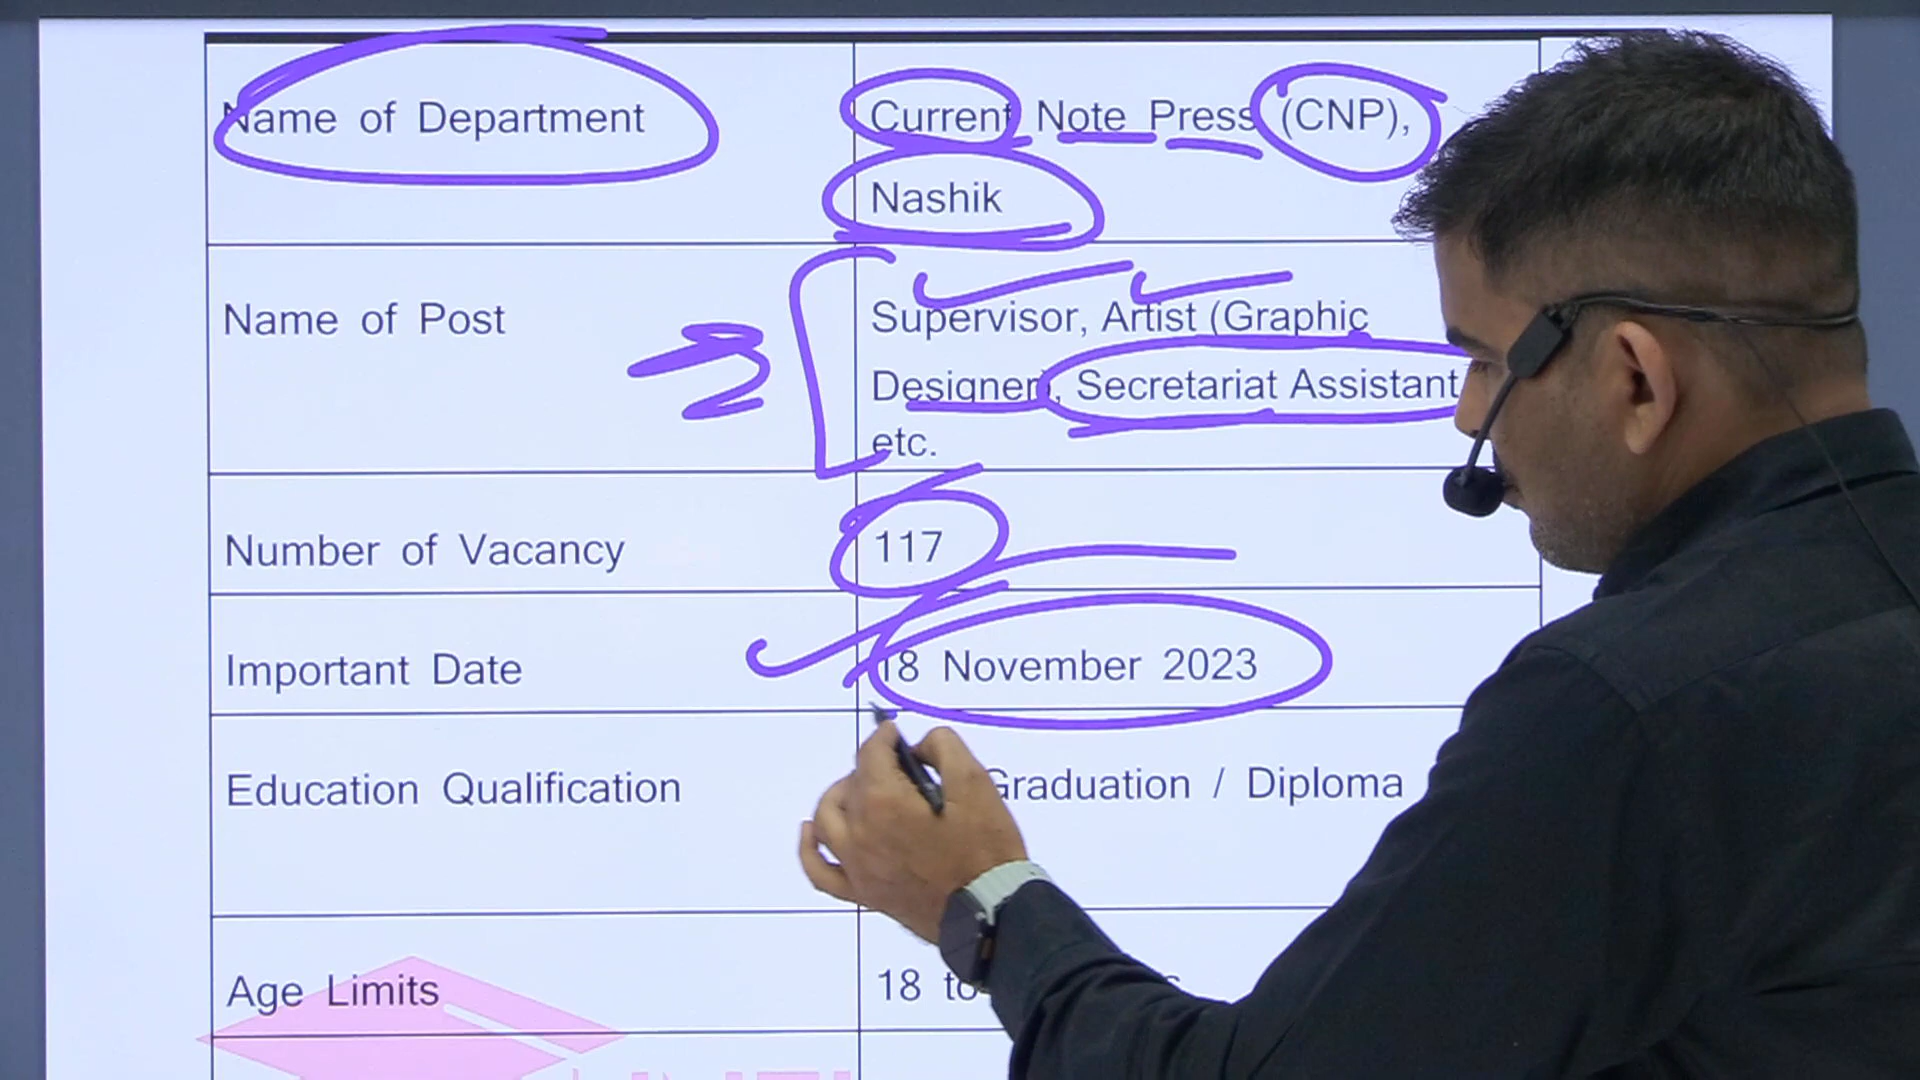 Name of Department
Current Note Press (CNP),
Nashik
Name of Post
Supervisor, Artist (Graphic
Designer), Secretariat Assistant
etc.
Number of Vacancy
117
Important Date
18 November 2023
Education Qualification
Graduation / Diploma
Age Limits
18 to